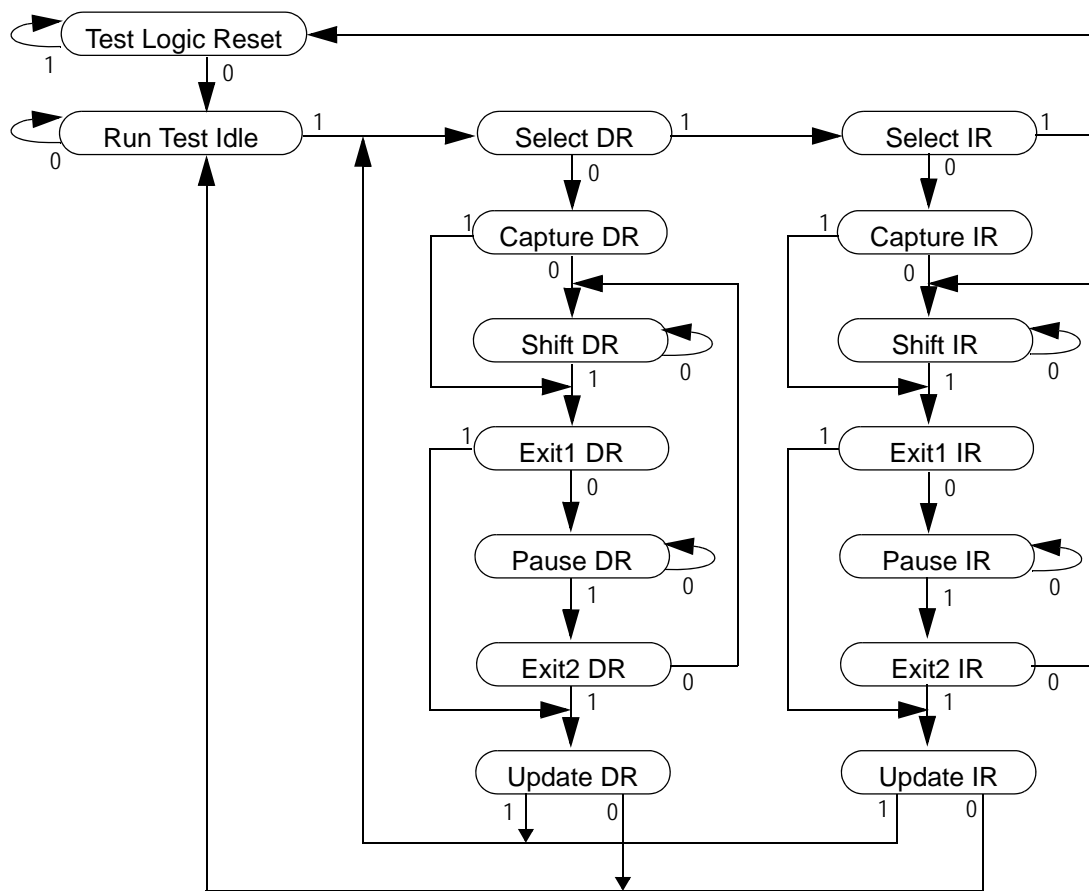 Test Logic Reset
1
0
Run Test Idle
0
1
Select DR
1
0
Select IR
1
0
1
Capture DR
0
1
Capture IR
0
Shift DR
0
1
Shift IR
0
1
1
Exit1 DR
0
1
Exit1 IR
0
Pause DR
0
1
Pause IR
0
1
Exit2 DR
0
1
Exit2 IR
0
1
Update DR
1
0
Update IR
1
0